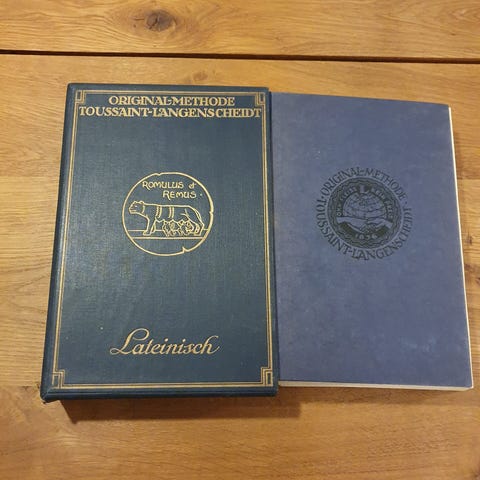 ORIGINAL-METHODE
TOUSSAINT-LANGENSCHEIDT
ROMULUS &
REMUS
Lateinisch
ORIGINAL-METHODE
TOUSSAINT-LANGENSCHEIDT